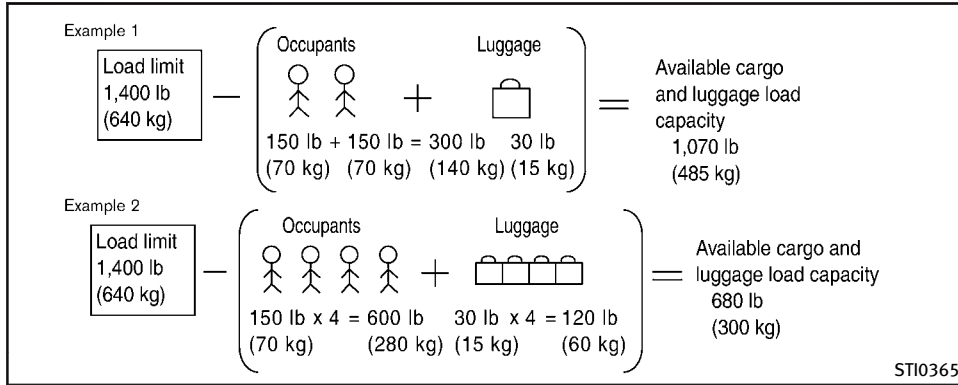 Example 1
Load limit
1,400 lb
(640 kg)
Occupants
Luggage
150 lb + 150 lb = 300 lb 30 lb
(70 kg) (70 kg) (140 kg) (15 kg)
Available cargo
and luggage load
capacity
1,070 lb
(485 kg)
Example 2
Load limit
1,400 lb
(640 kg)
Occupants
Luggage
150 lb x 4 = 600 lb 30 lb x 4 = 120 lb
(70 kg) (280 kg) (15 kg) (60 kg)
Available cargo and
luggage load capacity
680 lb
(300 kg)
STI0365